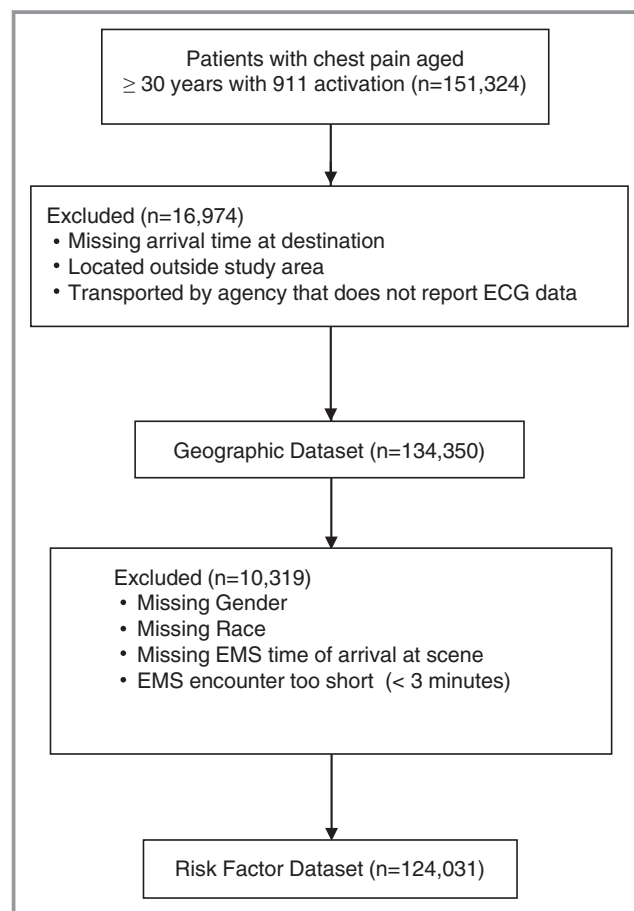 Patients with chest pain aged
≥ 30 years with 911 activation (n=151,324)
Excluded (n=16,974)
• Missing arrival time at destination
• Located outside study area
• Transported by agency that does not report ECG data
Geographic Dataset (n=134,350)
Excluded (n=10,319)
• Missing Gender
• Missing Race
• Missing EMS time of arrival at scene
• EMS encounter too short (< 3 minutes)
Risk Factor Dataset (n=124,031)